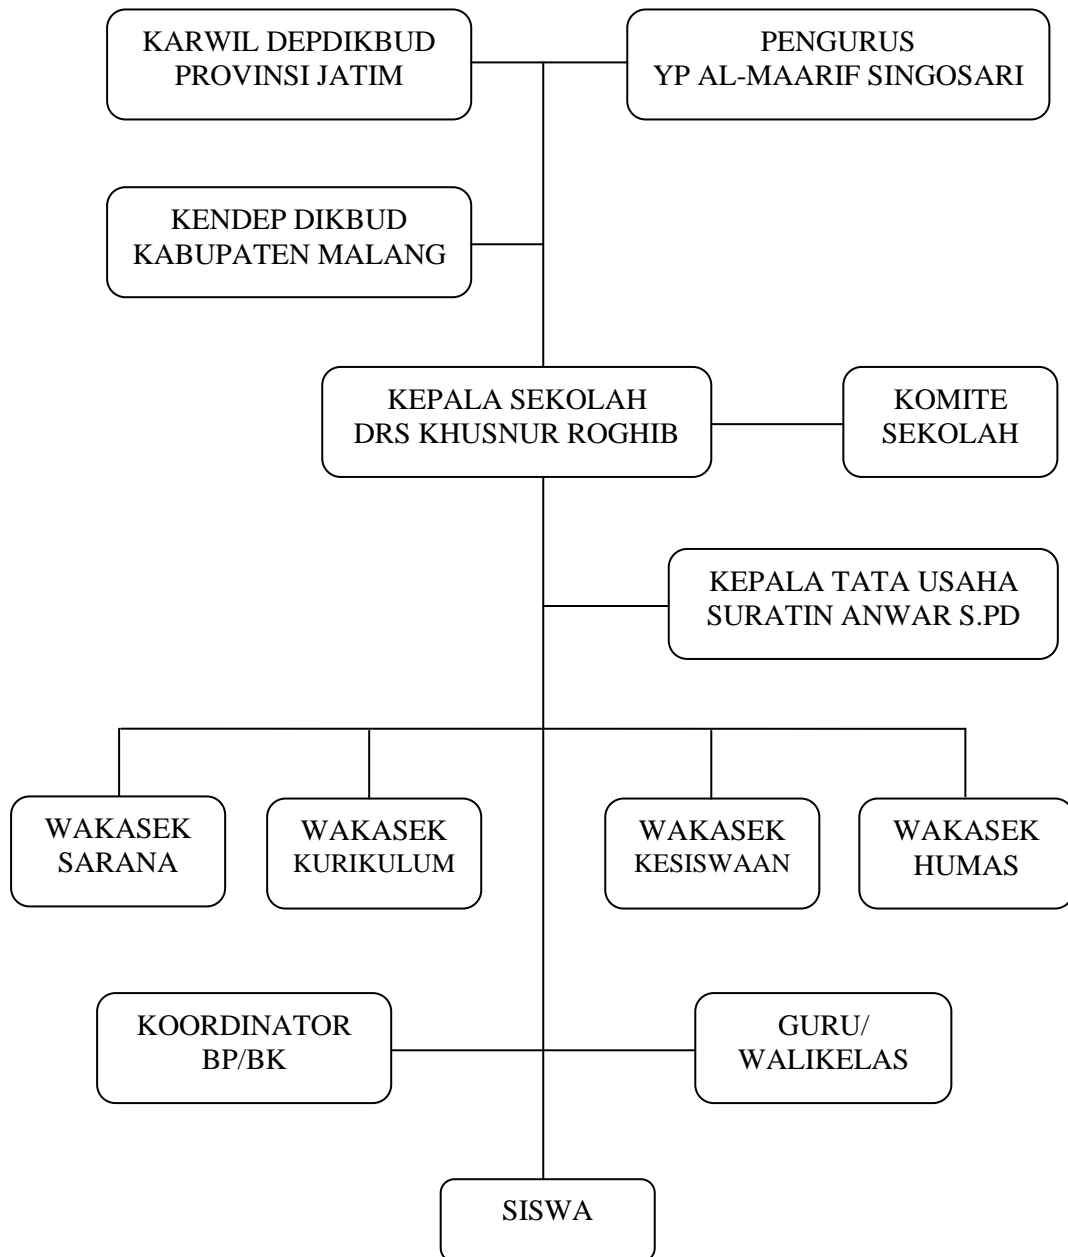 KARWIL DEPDIKBUD
PROVINSI JATIM
PENGURUS
YP AL-MAARIF SINGOSARI
KENDEP DIKBUD
KABUPATEN MALANG
KEPALA SEKOLAH
DRS KHUSNUR ROGHIB
KOMITE
SEKOLAH
KEPALA TATA USAHA
SURATIN ANWAR S.PD
WAKASEK
SARANA
WAKASEK
KURIKULUM
WAKASEK
KESISWAAN
WAKASEK
HUMAS
KOORDINATOR
BP/BK
GURU/
WALIKELAS
SISWA